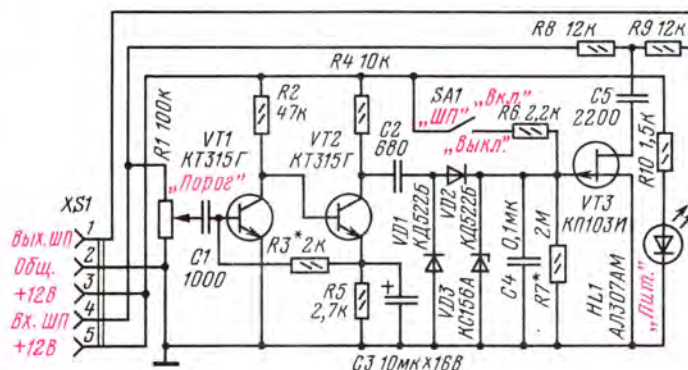 R8 12к
R9 12к
R4 10к
R1 100к
R2
47к
SA1
„Вкл."
„ШП"
R6 2,2к
„Выкл."
C5
2200
R10 1,5к
VT1
КТ315Г
VT2
КТ315Г
C2
680
„Порог"
XS1
VD1
КД522Б
VD2
КД522Б
VT3
КП103И
1
Вых. ШП
2
Общ.
3
+12В
4
Вх. ШП
5
+12В
C1
1000
R3* 2к
R5
2,7к
+
VD3
КС156А
C4
0,1мк
R7*
2М
HL1
АЛ307АМ
„Пит."
C3 10мк×16В